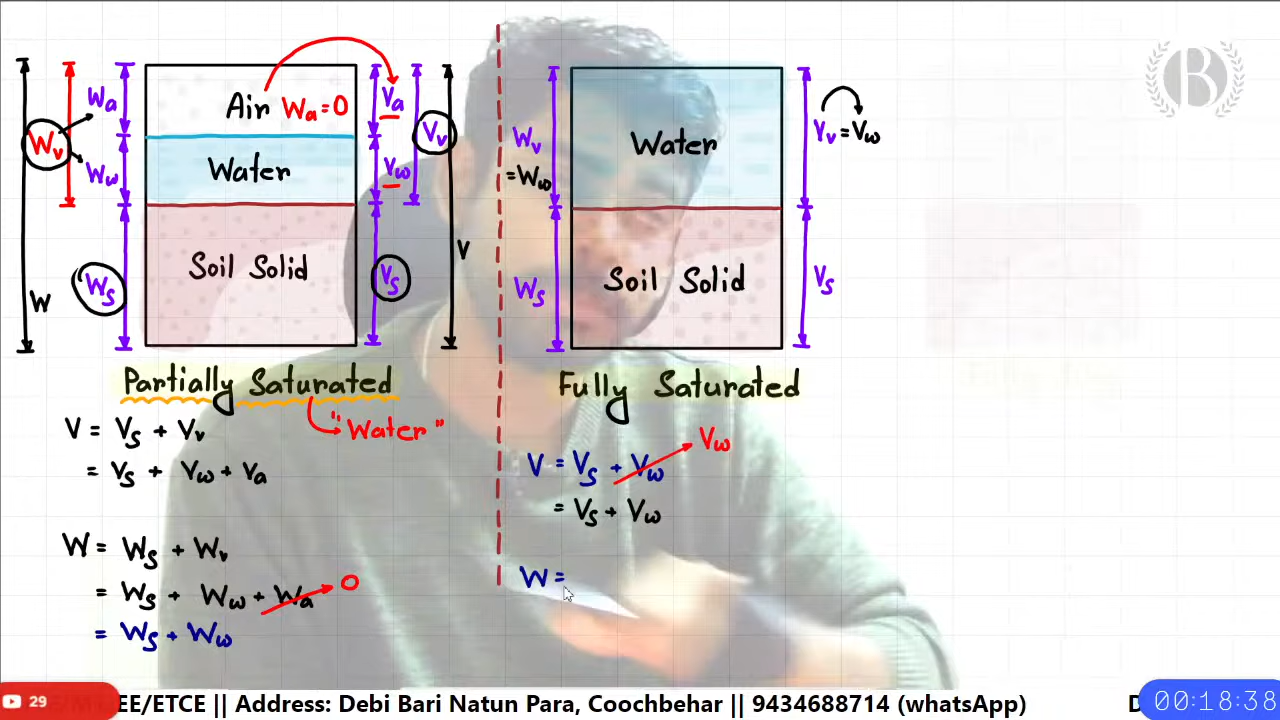 Wa
Wv
Ww
Ws
W
Air Wa = 0
Water
Soil Solid
Va
Vw
Vv
Vs
V
Wv
= Ww
Ws
Water
Soil Solid
Vv = Vw
Vs
B
Partially Saturated
"Water"
V = Vs + Vv
= Vs + Vw + Va
W = Ws + Wv
= Ws + Ww + Wa 0
= Ws + Ww
Fully Saturated
V = Vs + Vw Vw
= Vs + Vw
W =
29
EE/ETCE || Address: Debi Bari Natun Para, Coochbehar || 9434688714 (whatsApp) D
00:18:38